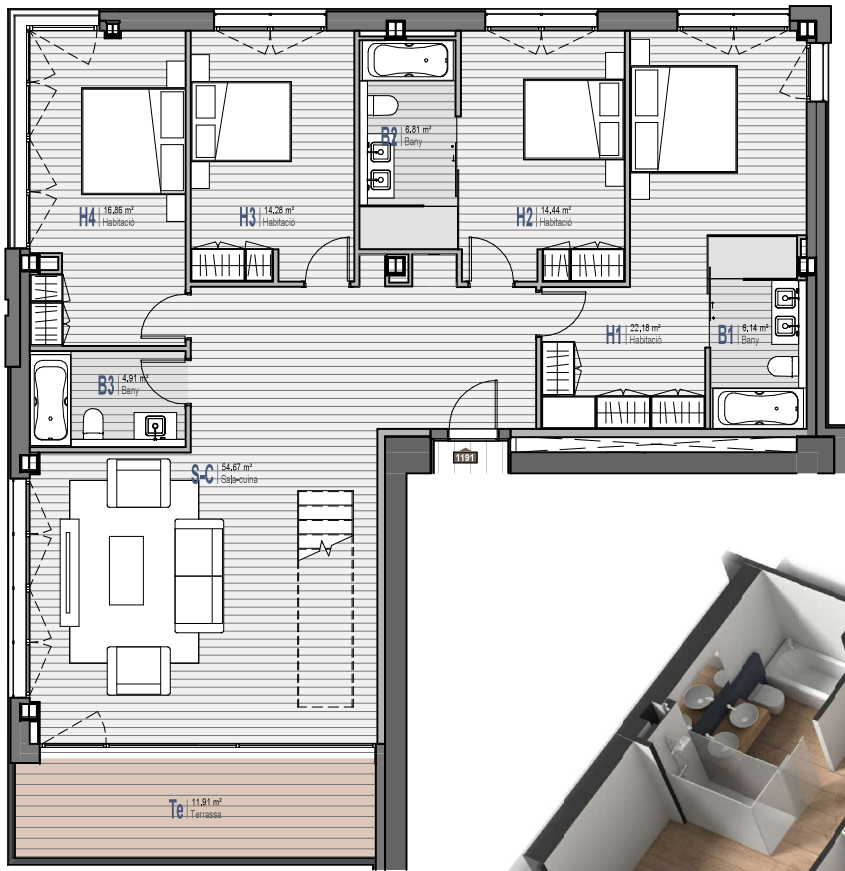 B2 6,81 m²
Bany
H4 16,86 m²
Habitació
H3 14,28 m²
Habitació
H2 14,44 m²
Habitació
H1 22,18 m²
Habitació
B1 6,14 m²
Bany
B3 4,91 m²
Bany
1191
S-C 54,67 m²
Sala-cuina
Te 11,91 m²
Terrassa